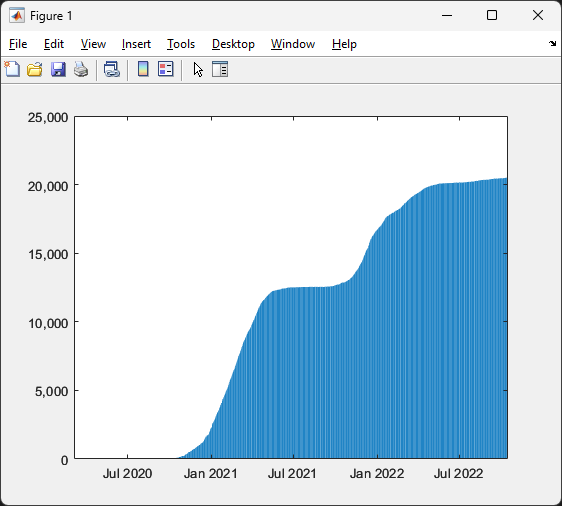 Figure 1
File Edit View Insert Tools Desktop Window Help
25,000
20,000
15,000
10,000
5,000
0
Jul 2020 Jan 2021 Jul 2021 Jan 2022 Jul 2022